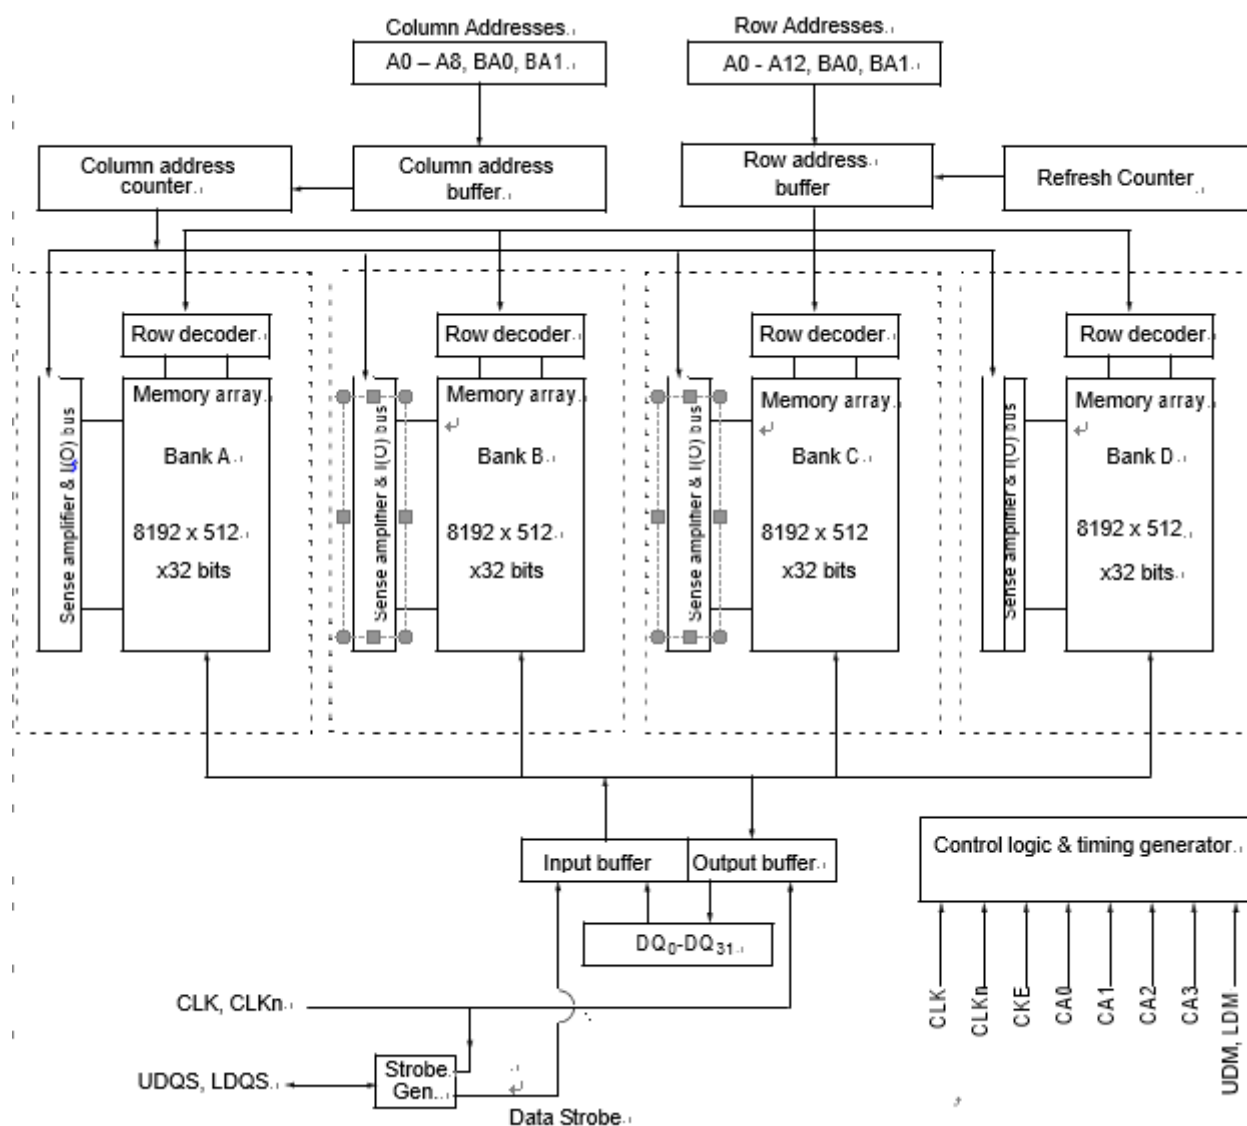 Column Addresses
Row Addresses
A0 – A8, BA0, BA1
A0 - A12, BA0, BA1
Column address
counter
Column address
buffer
Row address
buffer
Refresh Counter
Row decoder
Row decoder
Row decoder
Row decoder
Sense amplifier & I(O) bus
Memory array
Bank A
8192 x 512
x32 bits
Sense amplifier & I(O) bus
Memory array
Bank B
8192 x 512
x32 bits
Sense amplifier & I(O) bus
Memory array
Bank C
8192 x 512
x32 bits
Sense amplifier & I(O) bus
Memory array
Bank D
8192 x 512
x32 bits
Input buffer
Output buffer
Control logic & timing generator
DQ0-DQ31
CLK, CLKn
CLK
CLKn
CKE
CA0
CA1
CA2
CA3
UDM, LDM
UDQS, LDQS
Strobe
Gen.
Data Strobe